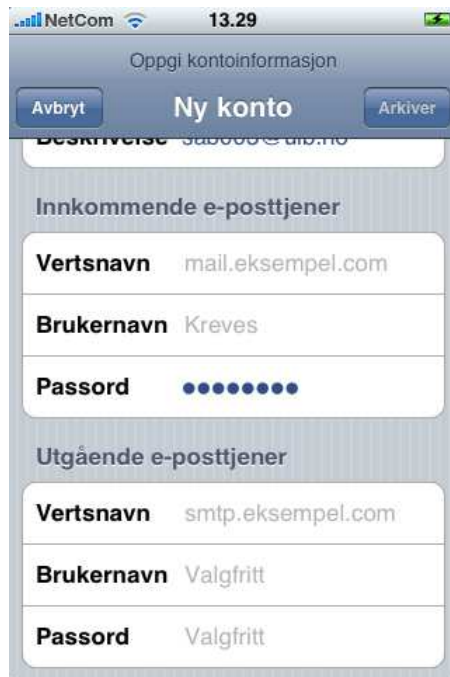 NetCom 13.29
Oppgi kontoinformasjon
Avbryt Ny konto Arkiver
Beskrivelse
Innkommende e-posttjener
Vertsnavn mail.eksempel.com
Brukernavn Kreves
Passord ••••••••
Utgående e-posttjener
Vertsnavn smtp.eksempel.com
Brukernavn Valgfritt
Passord Valgfritt